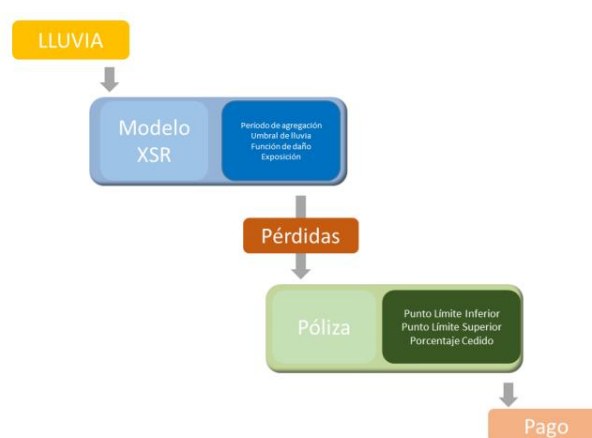 LLUVIA
Modelo
XSR
Período de agregación
Umbral de lluvia
Función de daño
Exposición
Pérdidas
Póliza
Punto Límite Inferior
Punto Límite Superior
Porcentaje Cedido
Pago